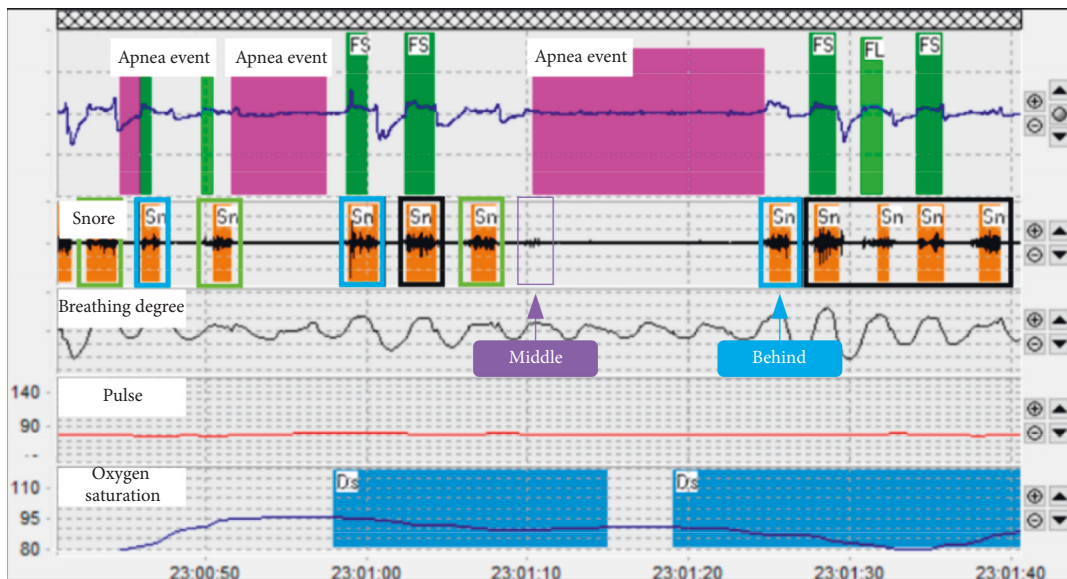 FS
FS
FS
FL
FS
Apnea event
Apnea event
Apnea event
Snore
Sn
Sn
Sn
Sn
Sn
Sn
Sn
Sn
Sn
Sn
Breathing degree
Middle
Behind
140
90
Pulse
110
95
80
Oxygen
saturation
Ds
Ds
23:00:50
23:01:00
23:01:10
23:01:20
23:01:30
23:01:40